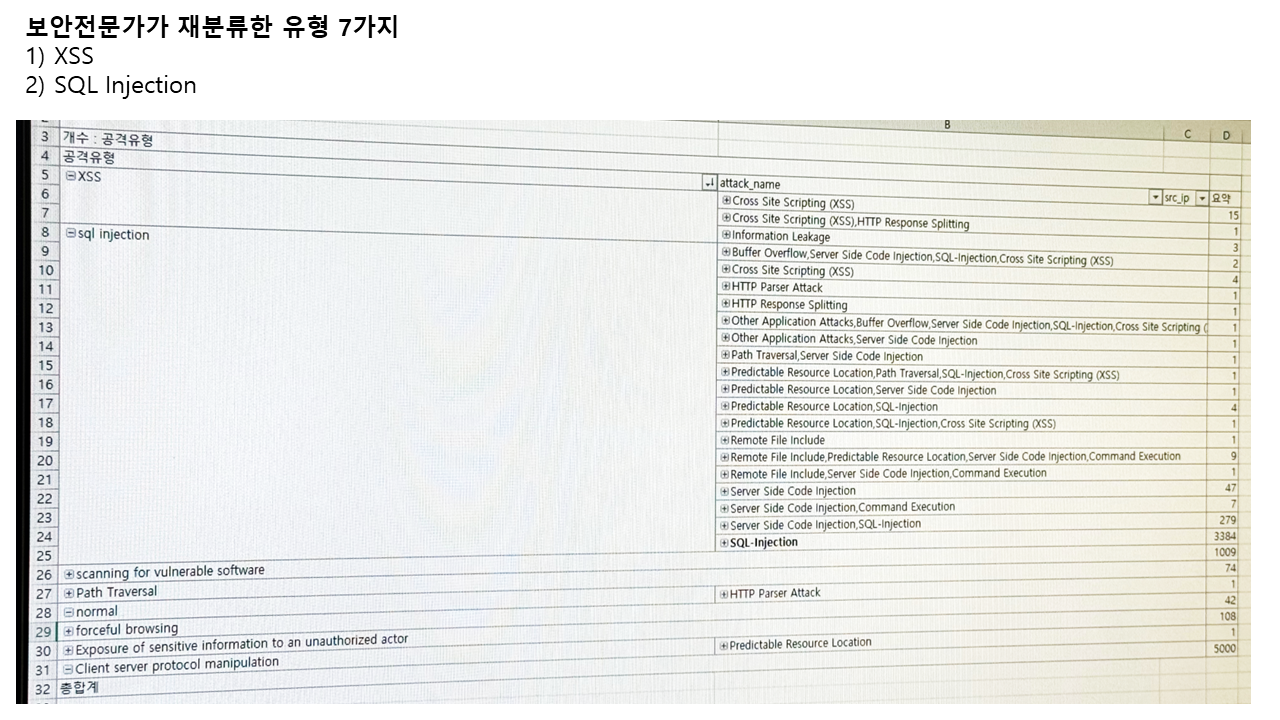 보안전문가가 재분류한 유형 7가지
1) XSS
2) SQL Injection
B C D
3 개수 : 공격유형
4 공격유형 attack_name src_ip 요약
5 XSS Cross Site Scripting (XSS) 15
6 Cross Site Scripting (XSS),HTTP Response Splitting 1
7 Information Leakage 3
8 sql injection Buffer Overflow,Server Side Code Injection,SQL-Injection,Cross Site Scripting (XSS) 2
9 Cross Site Scripting (XSS) 4
10 HTTP Parser Attack 1
11 HTTP Response Splitting 1
12 Other Application Attacks,Buffer Overflow,Server Side Code Injection,SQL-Injection,Cross Site Scripting ( 1
13 Other Application Attacks,Server Side Code Injection 1
14 Path Traversal,Server Side Code Injection 1
15 Predictable Resource Location,Path Traversal,SQL-Injection,Cross Site Scripting (XSS) 1
16 Predictable Resource Location,Server Side Code Injection 1
17 Predictable Resource Location,SQL-Injection 4
18 Predictable Resource Location,SQL-Injection,Cross Site Scripting (XSS) 1
19 Remote File Include 1
20 Remote File Include,Predictable Resource Location,Server Side Code Injection,Command Execution 9
21 Remote File Include,Server Side Code Injection,Command Execution 1
22 Server Side Code Injection 47
23 Server Side Code Injection,Command Execution 7
24 Server Side Code Injection,SQL-Injection 279
25 SQL-Injection 3384
26 scanning for vulnerable software 1009
27 Path Traversal 74
28 normal HTTP Parser Attack 1
29 forceful browsing 42
30 Exposure of sensitive information to an unauthorized actor 108
31 Client server protocol manipulation Predictable Resource Location 1
32 총합계 5000